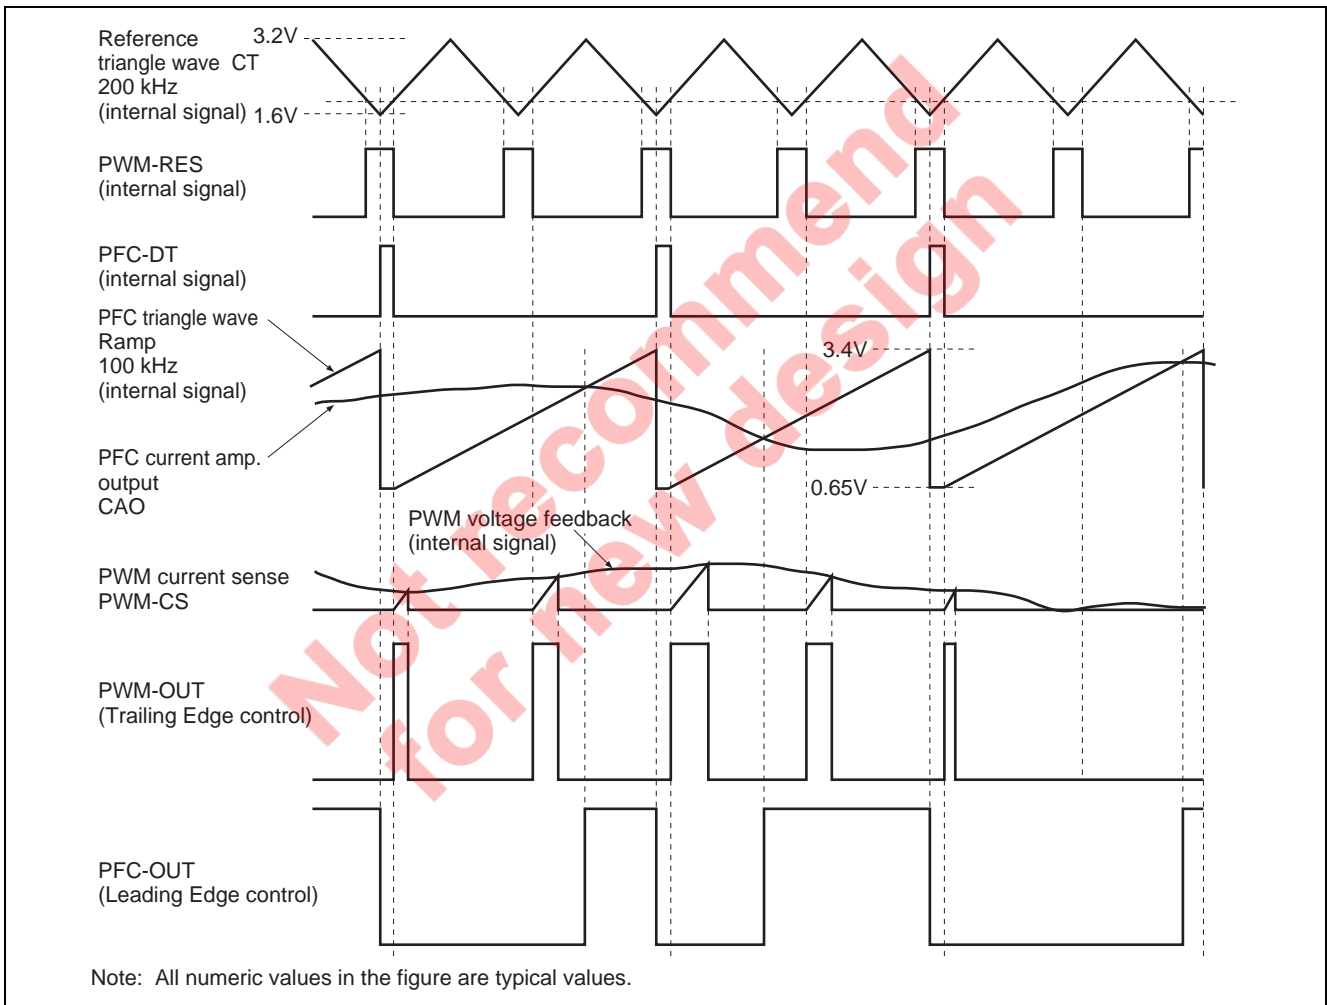 Reference
triangle wave CT
200 kHz
(internal signal)
3.2V
1.6V
PWM-RES
(internal signal)
PFC-DT
(internal signal)
PFC triangle wave
Ramp
100 kHz
(internal signal)
3.4V
PFC current amp.
output
CAO
0.65V
PWM voltage feedback
(internal signal)
PWM current sense
PWM-CS
PWM-OUT
(Trailing Edge control)
PFC-OUT
(Leading Edge control)
Note: All numeric values in the figure are typical values.
Not recommend
for new design